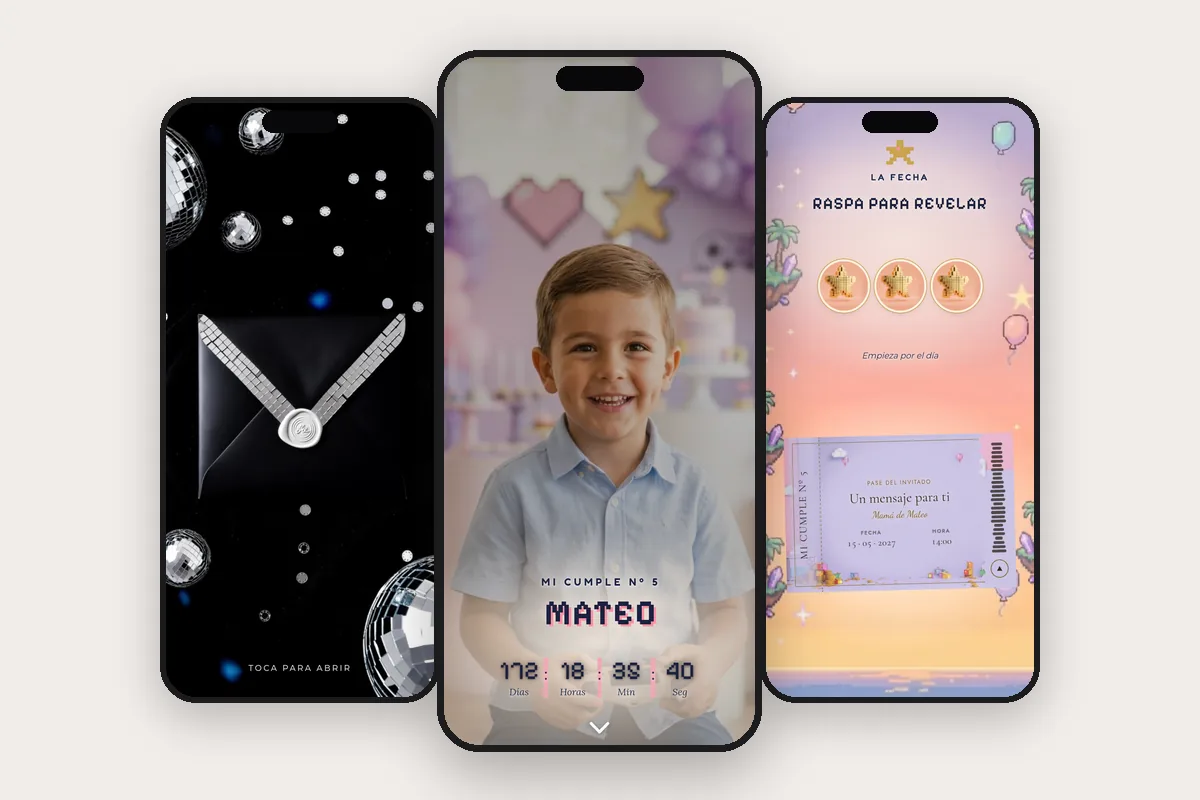 TOCA PARA ABRIR
MI CUMPLE Nº 5
MATEO
178 : 18 : 38 : 40
Días Horas Min Seg
LA FECHA
RASPA PARA REVELAR
Empieza por el día
MI CUMPLE Nº 5
PASE DEL INVITADO
Un mensaje para ti
Mamá de Mateo
FECHA HORA
15 · 05 · 2027 14:00